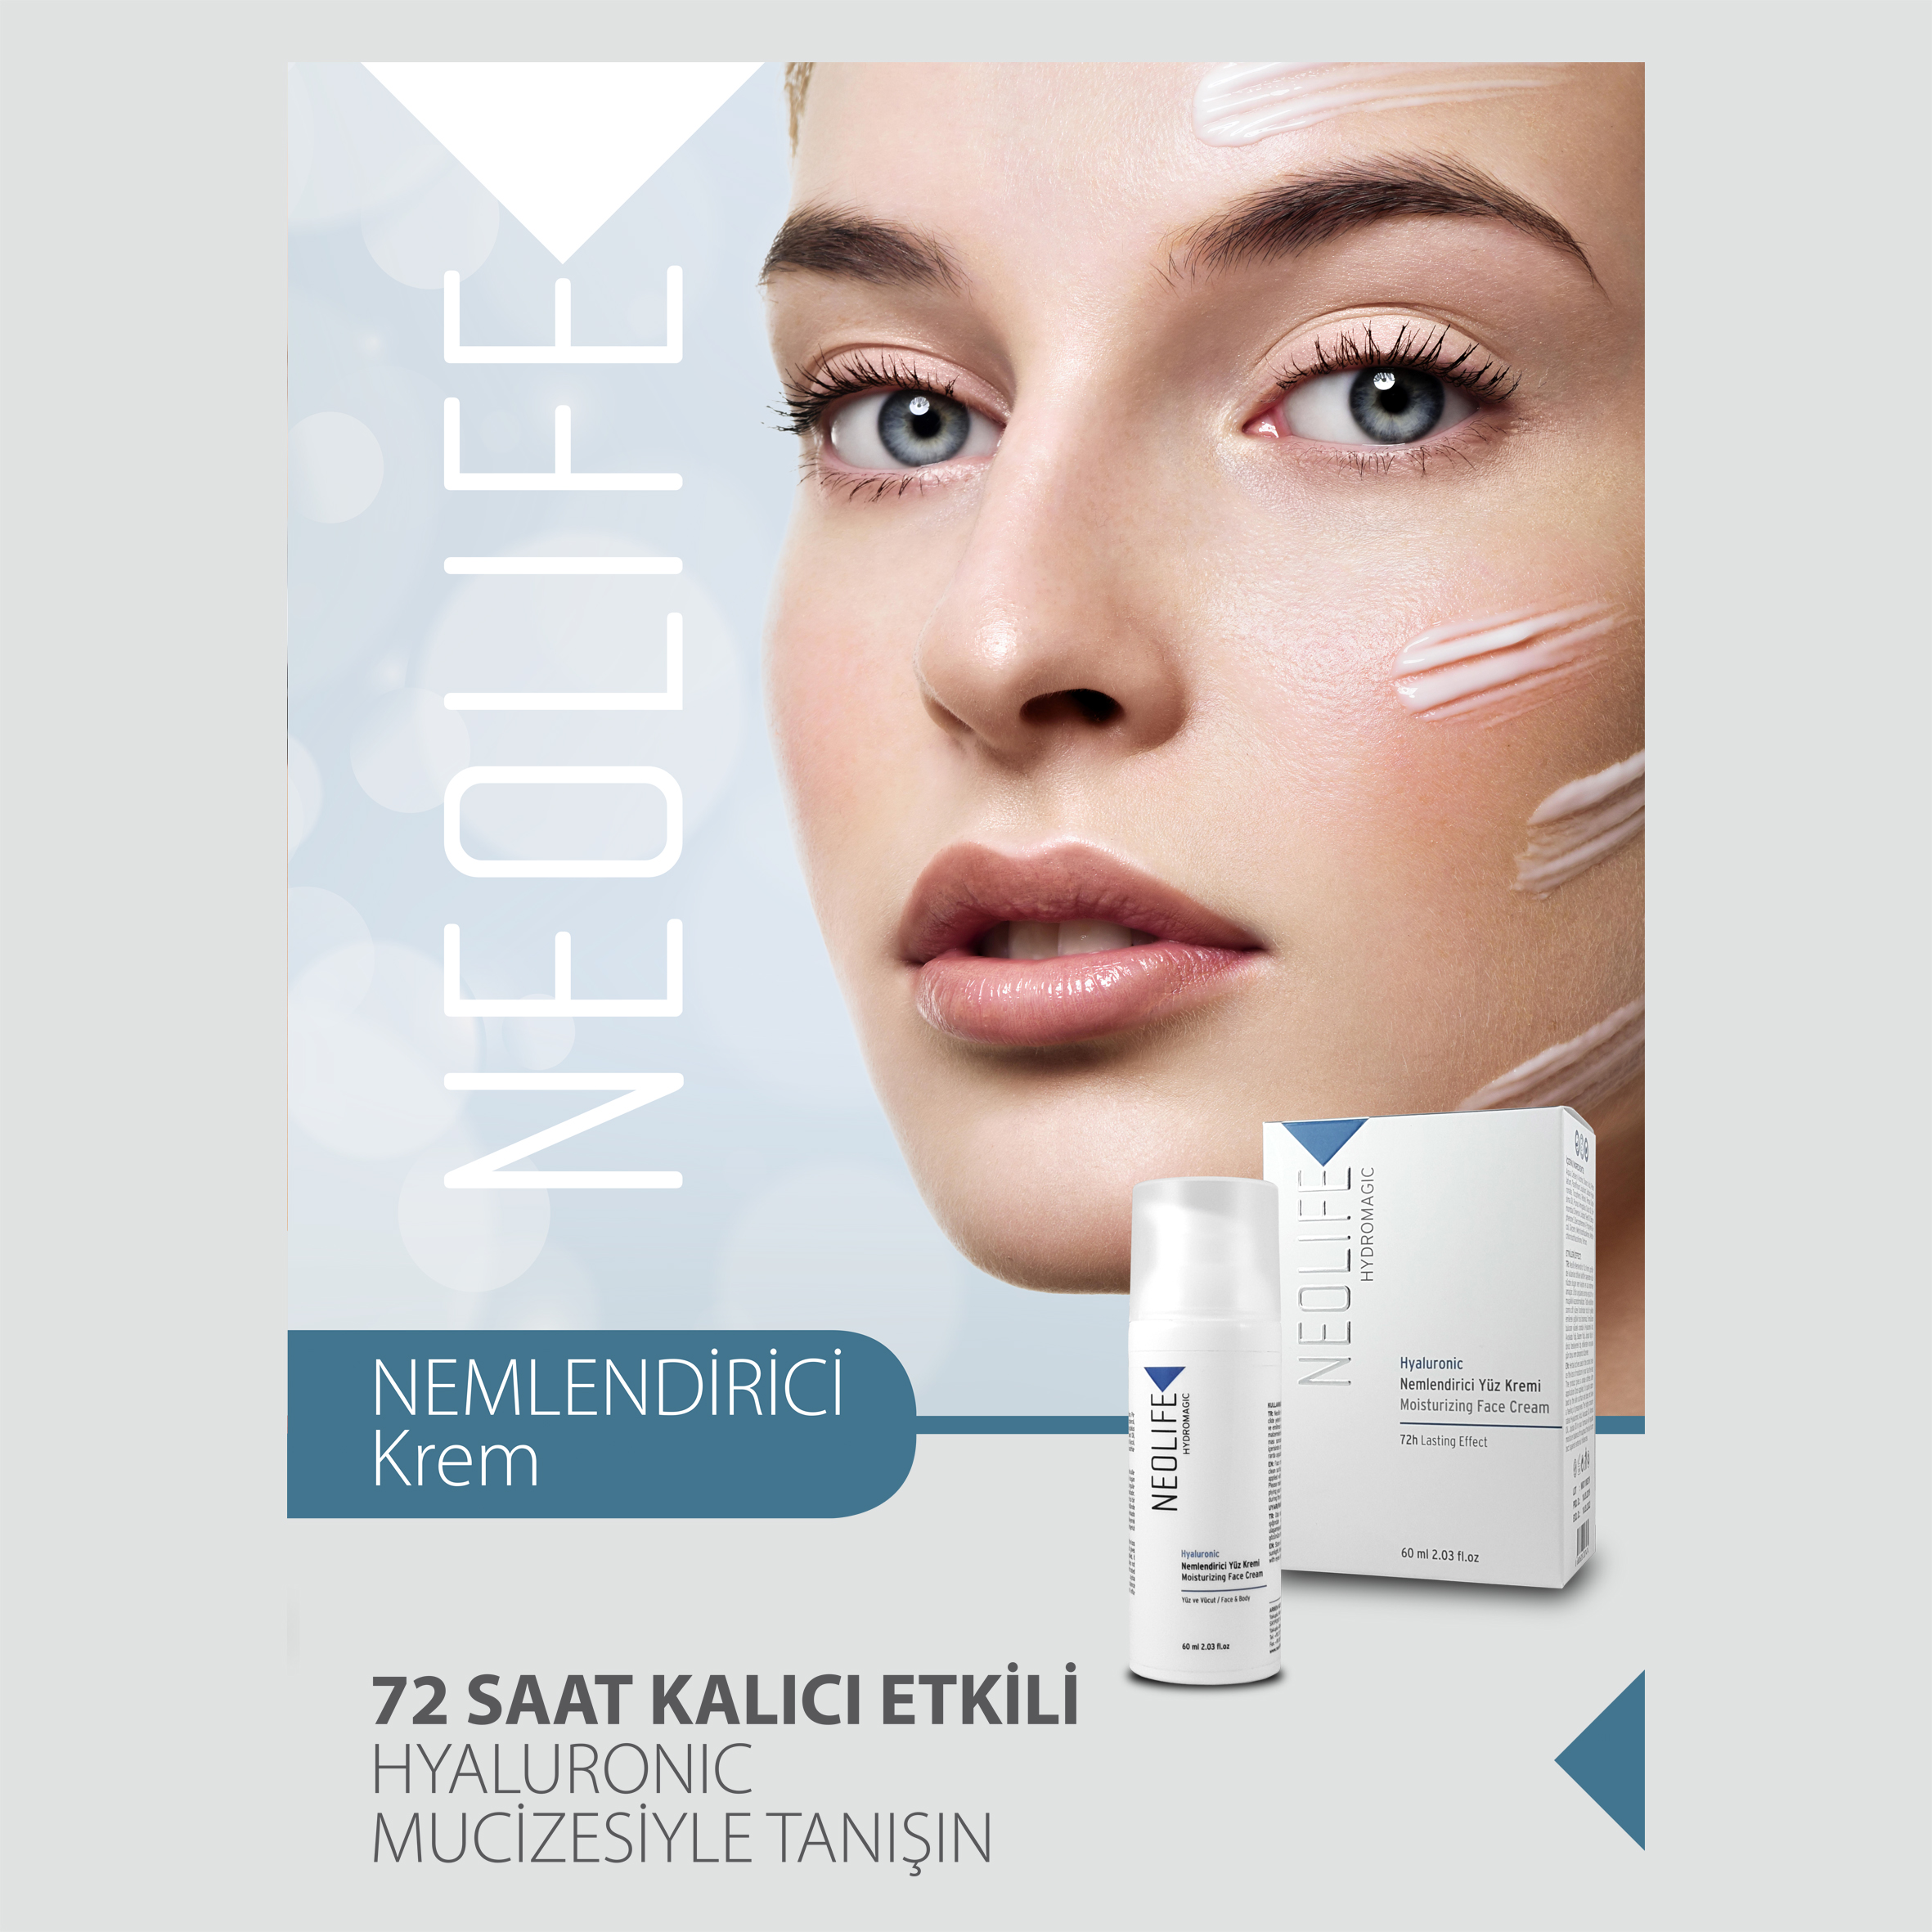 NEOLIFE
NEMLENDİRİCİ
Krem
NEOLIFE
HYDROMAGIC
Hyaluronic
Nemlendirici Yüz Kremi
Moisturizing Face Cream
72h Lasting Effect
60 ml 2.03 fl.oz
NEOLIFE
HYDROMAGIC
Hyaluronic
Nemlendirici Yüz Kremi
Moisturizing Face Cream
Yüz ve Vücut / Face & Body
60 ml 2.03 fl.oz
72 SAAT KALICI ETKİLİ
HYALURONIC
MUCİZESİYLE TANIŞIN